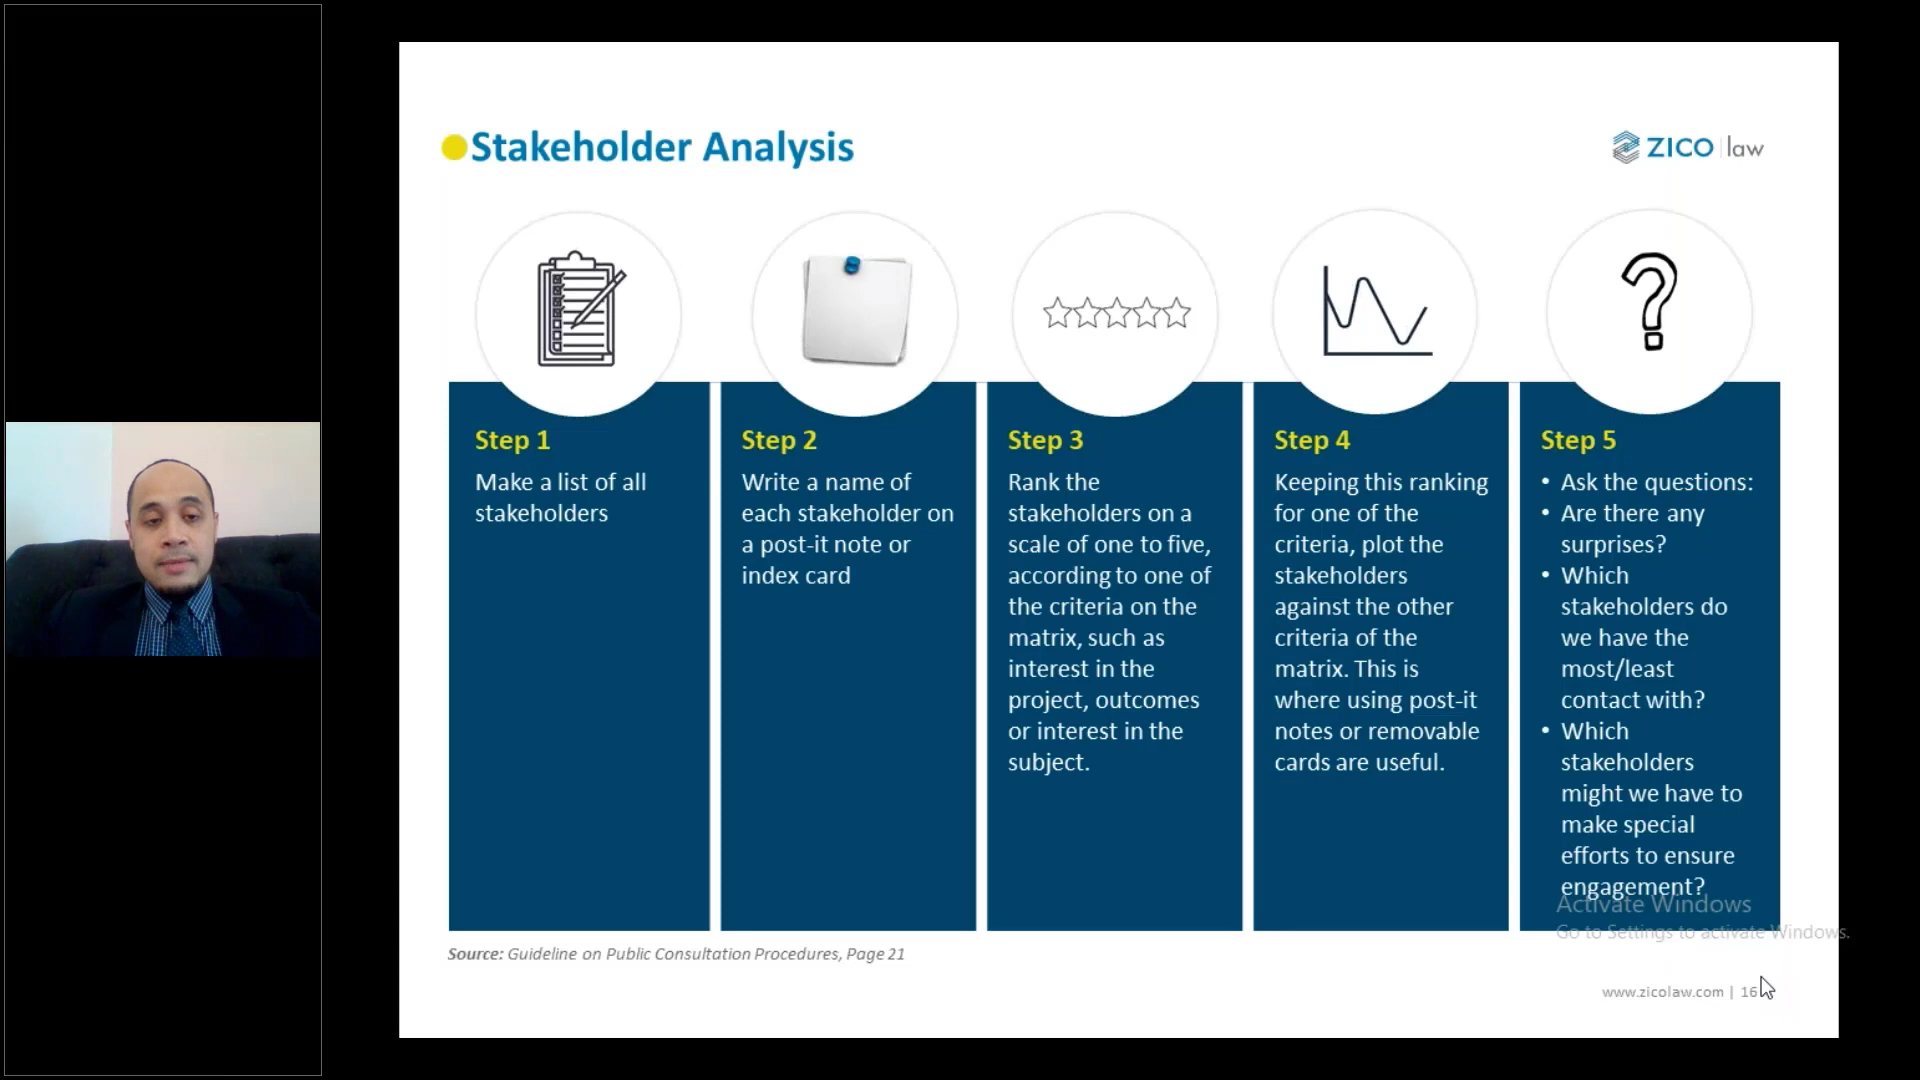 Stakeholder Analysis
ZICO law
Step 1
Make a list of all
stakeholders
Step 2
Write a name of
each stakeholder on
a post-it note or
index card
Step 3
Rank the
stakeholders on a
scale of one to five,
according to one of
the criteria on the
matrix, such as
interest in the
project, outcomes
or interest in the
subject.
Step 4
Keeping this ranking
for one of the
criteria, plot the
stakeholders
against the other
criteria of the
matrix. This is
where using post-it
notes or removable
cards are useful.
Step 5
• Ask the questions:
• Are there any
surprises?
• Which
stakeholders do
we have the
most/least
contact with?
• Which
stakeholders
might we have to
make special
efforts to ensure
engagement?
Activate Windows
Go to Settings to activate Windows.
Source: Guideline on Public Consultation Procedures, Page 21
www.zicolaw.com | 16